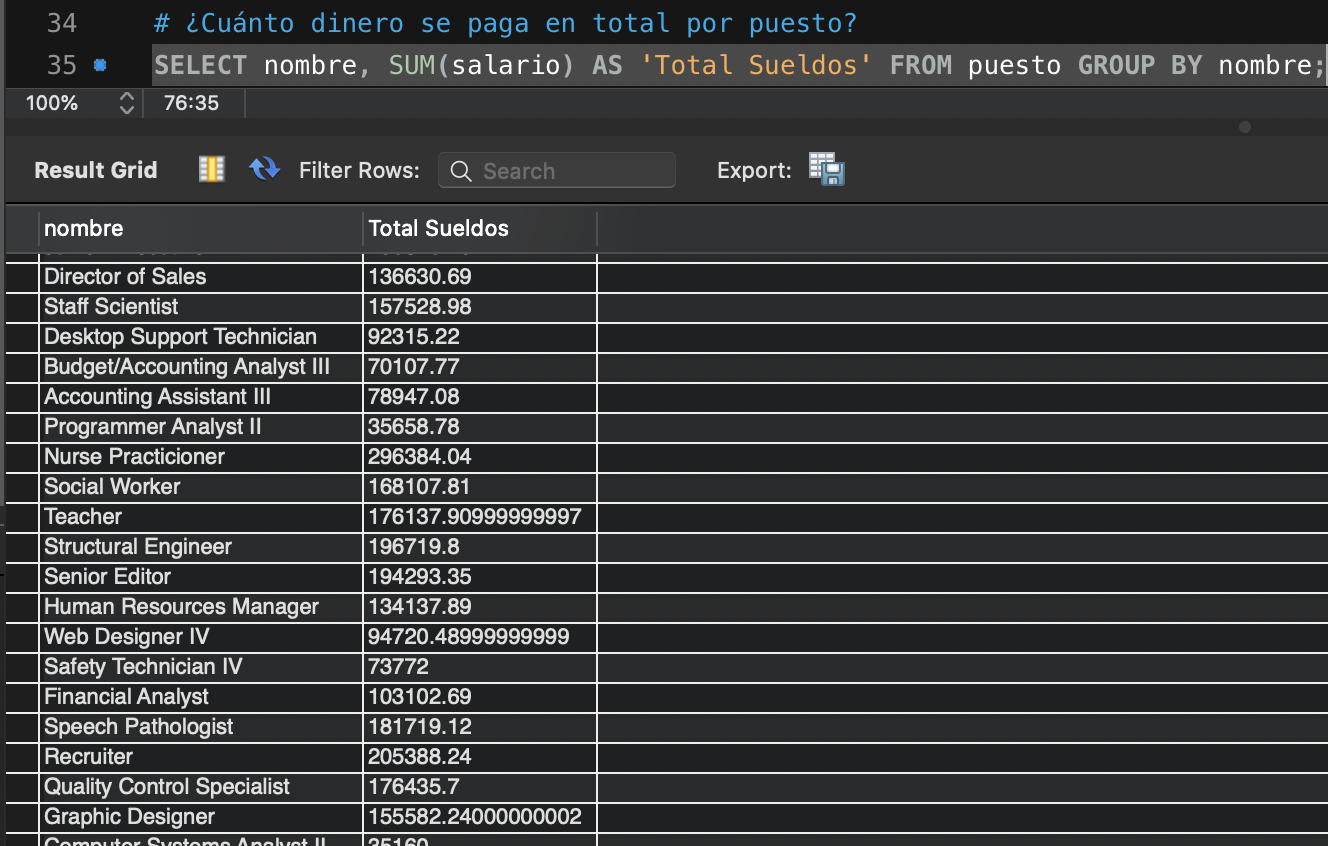 34 # ¿Cuánto dinero se paga en total por puesto?
35 SELECT nombre, SUM(salario) AS 'Total Sueldos' FROM puesto GROUP BY nombre;
100% 76:35
Result Grid Filter Rows: Search Export:
nombre Total Sueldos
Director of Sales 136630.69
Staff Scientist 157528.98
Desktop Support Technician 92315.22
Budget/Accounting Analyst III 70107.77
Accounting Assistant III 78947.08
Programmer Analyst II 35658.78
Nurse Practicioner 296384.04
Social Worker 168107.81
Teacher 176137.90999999997
Structural Engineer 196719.8
Senior Editor 194293.35
Human Resources Manager 134137.89
Web Designer IV 94720.48999999999
Safety Technician IV 73772
Financial Analyst 103102.69
Speech Pathologist 181719.12
Recruiter 205388.24
Quality Control Specialist 176435.7
Graphic Designer 155582.24000000002
Computer Systems Analyst II 35160